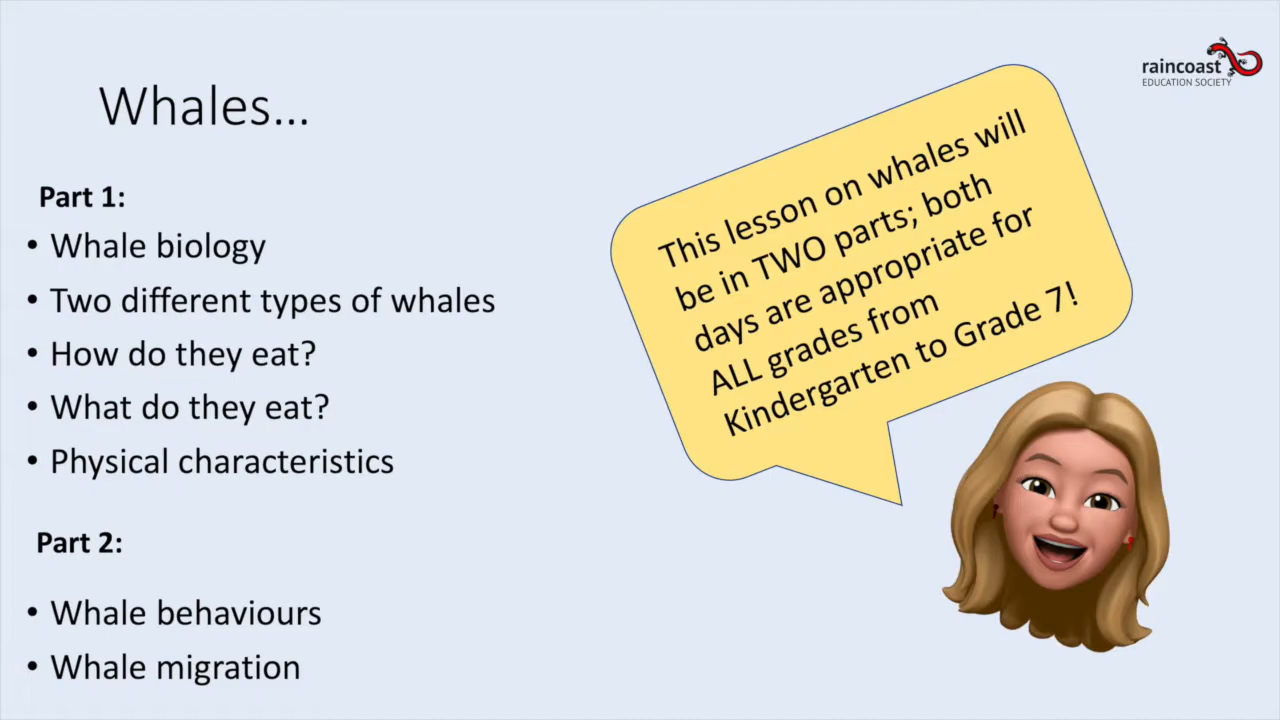 Whales...
raincoast
EDUCATION SOCIETY
Part 1:
• Whale biology
• Two different types of whales
• How do they eat?
• What do they eat?
• Physical characteristics
Part 2:
• Whale behaviours
• Whale migration
This lesson on whales will
be in TWO parts; both
days are appropriate for
ALL grades from
Kindergarten to Grade 7!